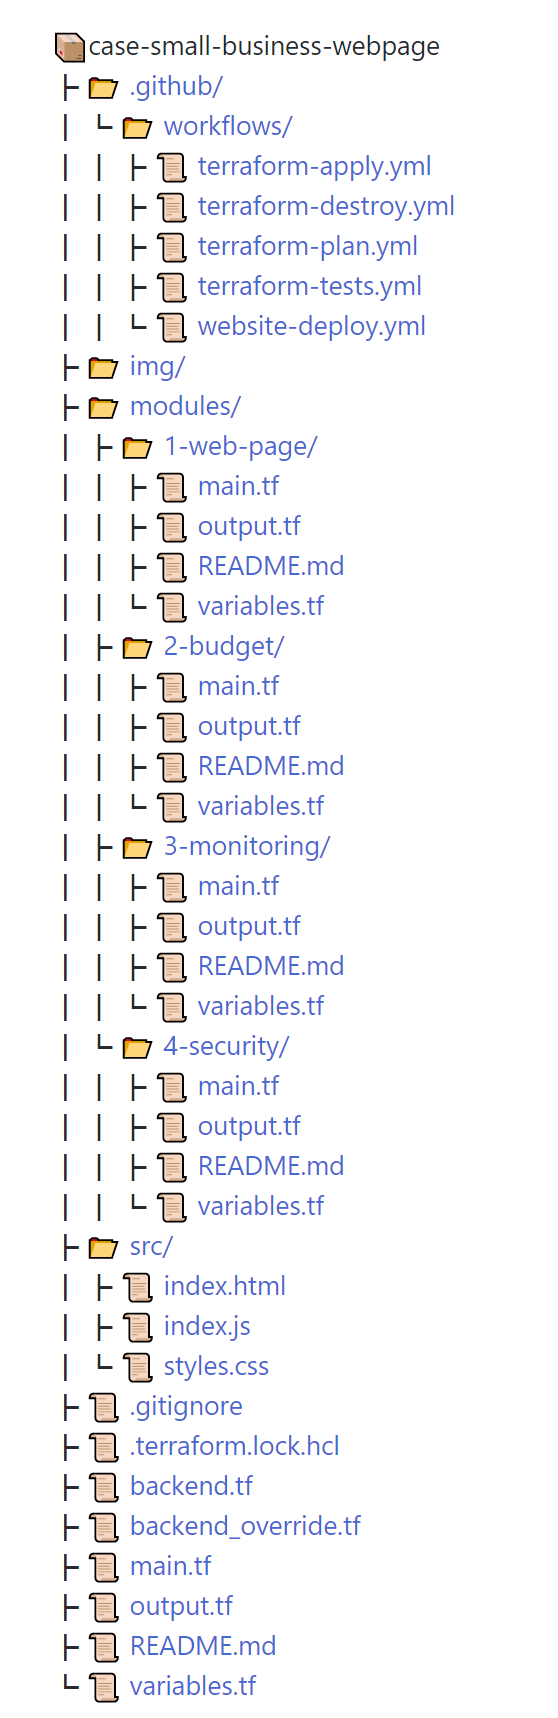 case-small-business-webpage
├ .github/
│ └ workflows/
│ │ ├ terraform-apply.yml
│ │ ├ terraform-destroy.yml
│ │ ├ terraform-plan.yml
│ │ ├ terraform-tests.yml
│ │ └ website-deploy.yml
├ img/
├ modules/
│ ├ 1-web-page/
│ │ ├ main.tf
│ │ ├ output.tf
│ │ ├ README.md
│ │ └ variables.tf
│ ├ 2-budget/
│ │ ├ main.tf
│ │ ├ output.tf
│ │ ├ README.md
│ │ └ variables.tf
│ ├ 3-monitoring/
│ │ ├ main.tf
│ │ ├ output.tf
│ │ ├ README.md
│ │ └ variables.tf
│ └ 4-security/
│ │ ├ main.tf
│ │ ├ output.tf
│ │ ├ README.md
│ │ └ variables.tf
├ src/
│ ├ index.html
│ ├ index.js
│ └ styles.css
├ .gitignore
├ .terraform.lock.hcl
├ backend.tf
├ backend_override.tf
├ main.tf
├ output.tf
├ README.md
└ variables.tf